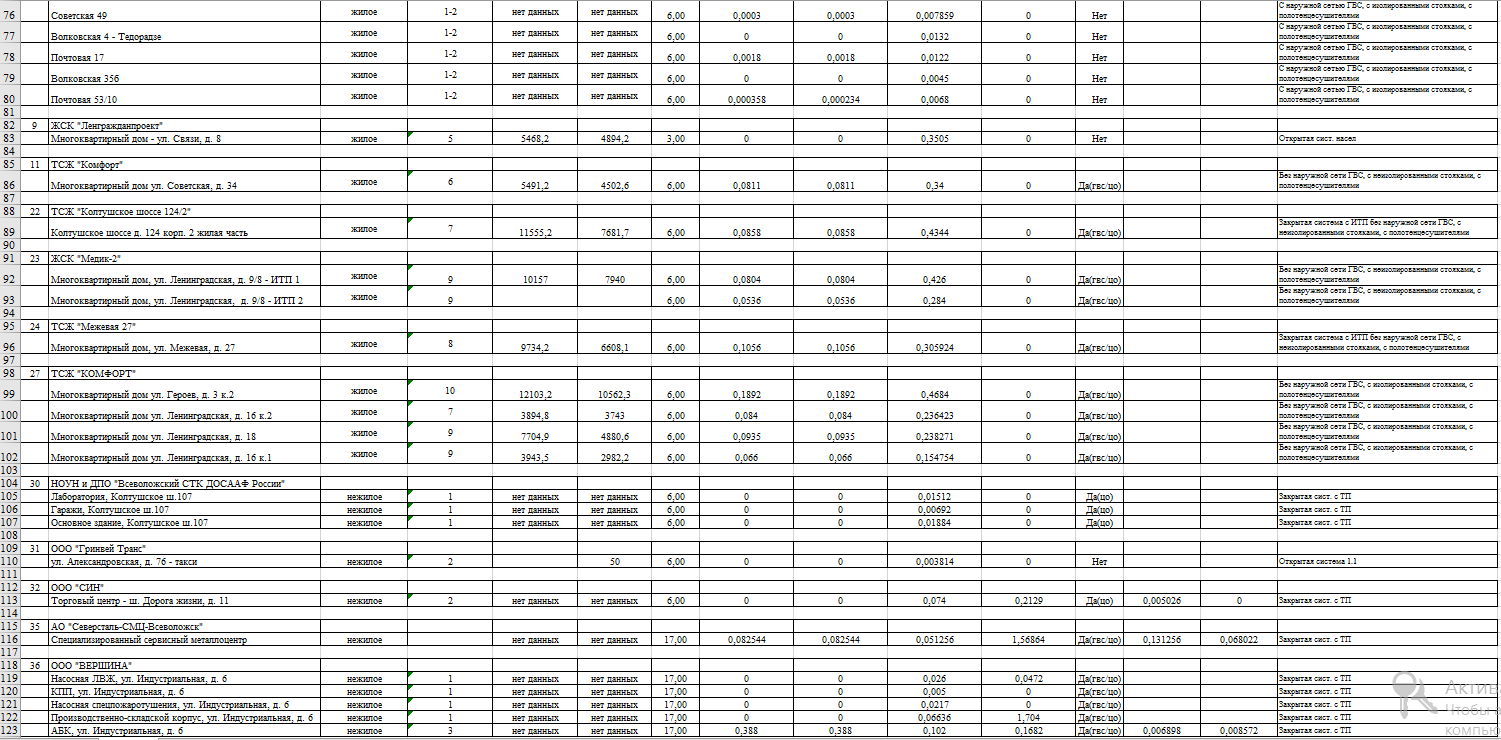 76 Советская 49 жилое 1-2 нет данных нет данных 6,00 0,0003 0,0003 0,007859 0 Нет С наружной сетью ГВС, с изолированными стояками, с полотенцесушителями
77 Волковская 4 - Тедорадзе жилое 1-2 нет данных нет данных 6,00 0 0 0,0132 0 Нет С наружной сетью ГВС, с изолированными стояками, с полотенцесушителями
78 Почтовая 17 жилое 1-2 нет данных нет данных 6,00 0,0018 0,0018 0,0122 0 Нет С наружной сетью ГВС, с изолированными стояками, с полотенцесушителями
79 Волковская 35б жилое 1-2 нет данных нет данных 6,00 0 0 0,0045 0 Нет С наружной сетью ГВС, с изолированными стояками, с полотенцесушителями
80 Почтовая 53/10 жилое 1-2 нет данных нет данных 6,00 0,000358 0,000234 0,0068 0 Нет С наружной сетью ГВС, с изолированными стояками, с полотенцесушителями
81
82 9 ЖСК "Ленгражданпроект"
83 Многоквартирный дом - ул. Связи, д. 8 жилое 5 5468,2 4894,2 3,00 0 0 0,3505 0 Нет Открытая сист. насел
84
85 11 ТСЖ "Комфорт"
86 Многоквартирный дом ул. Советская, д. 34 жилое 6 5491,2 4502,6 6,00 0,0811 0,0811 0,34 0 Да(гвс/цо) Без наружной сети ГВС, с неизолированными стояками, с полотенцесушителями
87
88 22 ТСЖ "Колтушское шоссе 124/2"
89 Колтушское шоссе д. 124 корп. 2 жилая часть жилое 7 11555,2 7681,7 6,00 0,0858 0,0858 0,4344 0 Да(гвс/цо) Закрытая система с ИТП без наружной сети ГВС, с неизолированными стояками, с полотенцесушителями
90
91 23 ЖСК "Медик-2"
92 Многоквартирный дом, ул. Ленинградская, д. 9/8 - ИТП 1 жилое 9 10157 7940 6,00 0,0804 0,0804 0,426 0 Да(гвс/цо) Без наружной сети ГВС, с неизолированными стояками, с полотенцесушителями
93 Многоквартирный дом, ул. Ленинградская, д. 9/8 - ИТП 2 жилое 9 6,00 0,0536 0,0536 0,284 0 Да(гвс/цо) Без наружной сети ГВС, с неизолированными стояками, с полотенцесушителями
94
95 24 ТСЖ "Межевая 27"
96 Многоквартирный дом, ул. Межевая, д. 27 жилое 8 9734,2 6608,1 6,00 0,1056 0,1056 0,305924 0 Да(гвс/цо) Закрытая система с ИТП без наружной сети ГВС, с неизолированными стояками, с полотенцесушителями
97
98 27 ТСЖ "КОМФОРТ"
99 Многоквартирный дом ул. Героев, д. 3 к.2 жилое 10 12103,2 10562,3 6,00 0,1892 0,1892 0,4684 0 Да(гвс/цо) Без наружной сети ГВС, с изолированными стояками, с полотенцесушителями
100 Многоквартирный дом ул. Ленинградская, д. 16 к.2 жилое 7 3894,8 3743 6,00 0,084 0,084 0,236423 0 Да(гвс/цо) Без наружной сети ГВС, с изолированными стояками, с полотенцесушителями
101 Многоквартирный дом ул. Ленинградская, д. 18 жилое 9 7704,9 4880,6 6,00 0,0935 0,0935 0,238271 0 Да(гвс/цо) Без наружной сети ГВС, с изолированными стояками, с полотенцесушителями
102 Многоквартирный дом ул. Ленинградская, д. 16 к.1 жилое 9 3943,5 2982,2 6,00 0,066 0,066 0,154754 0 Да(гвс/цо) Без наружной сети ГВС, с изолированными стояками, с полотенцесушителями
103
104 30 НОУН и ДПО "Всеволожский СТК ДОСААФ России"
105 Лаборатория, Колтушское ш.107 нежилое 1 нет данных нет данных 6,00 0 0 0,01512 0 Да(цо) Закрытая сист. с ТП
106 Гаражи, Колтушское ш.107 нежилое 1 нет данных нет данных 6,00 0 0 0,00692 0 Да(цо) Закрытая сист. с ТП
107 Основное здание, Колтушское ш.107 нежилое 1 нет данных нет данных 6,00 0 0 0,01884 0 Да(цо) Закрытая сист. с ТП
108
109 31 ООО "Гринвей Транс"
110 ул. Александровская, д. 76 - такси нежилое 2 50 6,00 0 0 0,003814 0 Нет Открытая система 1.1
111
112 32 ООО "СИН"
113 Торговый центр - ш. Дорога жизни, д. 11 нежилое 2 нет данных нет данных 6,00 0 0 0,074 0,2129 Да(цо) 0,005026 0 Закрытая сист. с ТП
114
115 35 АО "Северсталь-СМЦ-Всеволожск"
116 Специализированный сервисный металлоцентр нежилое нет данных нет данных 17,00 0,082544 0,082544 0,051256 1,56864 Да(гвс/цо) 0,131256 0,068022 Закрытая сист. с ТП
117
118 36 ООО "ВЕРШИНА"
119 Насосная ЛВЖ, ул. Индустриальная, д. 6 нежилое 1 нет данных нет данных 17,00 0 0 0,026 0,0472 Да(гвс/цо) Закрытая сист. с ТП
120 КПП, ул. Индустриальная, д. 6 нежилое 1 нет данных нет данных 17,00 0 0 0,005 0 Да(гвс/цо) Закрытая сист. с ТП
121 Насосная спецпожаротушения, ул. Индустриальная, д. 6 нежилое 1 нет данных нет данных 17,00 0 0 0,0217 0 Да(гвс/цо) Закрытая сист. с ТП
122 Производственно-складской корпус, ул. Индустриальная, д. 6 нежилое 1 нет данных нет данных 17,00 0 0 0,06636 1,704 Да(гвс/цо) Закрытая сист. с ТП
123 АБК, ул. Индустриальная, д. 6 нежилое 3 нет данных нет данных 17,00 0,388 0,388 0,102 0,1682 Да(гвс/цо) 0,006898 0,008572 Закрытая сист. с ТП
Актива
Чтобы а
компью